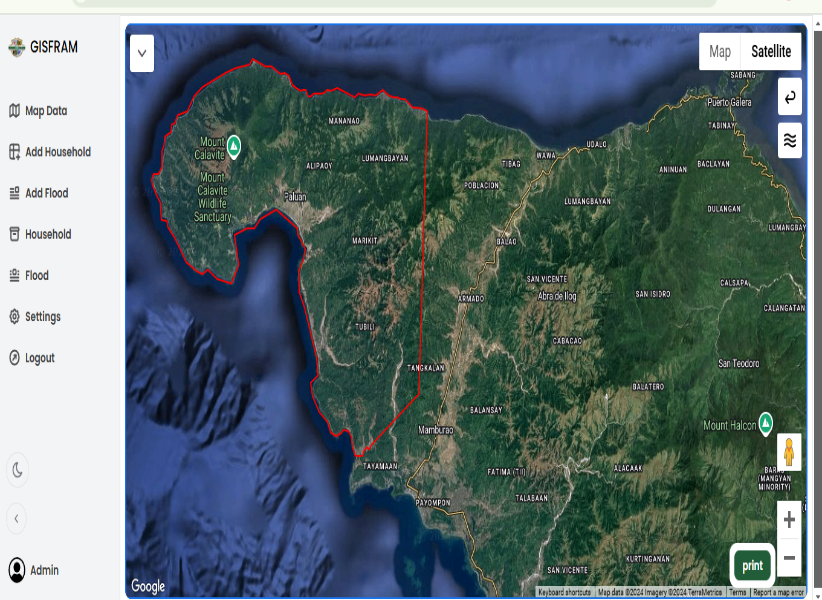 GISFRAM
Map Data
Add Household
Add Flood
Household
Flood
Settings
Logout
Admin
Map
Satellite
SABANG
Puerto Galera
TABINAY
MANANAO
Mount
Calavite
LUMANGBAYAN
ALIPAOY
Mount
Calavite
Wildlife
Sanctuary
Paluan
MARIKIT
TUBILI
TANGKALAN
UDALO
WAWA
TIBAG
POBLACION
ANINUAN
BACLAYAN
LUMANGBAYAN
DULANGAN
LUMANGBAY
BALAO
SAN VICENTE
Abra de Ilog
ARMADO
SAN ISIDRO
CALSAPA
CALANGATAN
CABACAO
San Teodoro
BALATERO
BALANSAY
Mamburao
Mount Halcon
TAYAMAAN
FATIMA (TII)
ALACAAK
(MANGYAN
MINORITY)
PAYOMPON
TALABAAN
KURTINGANAN
SAN VICENTE
print
Google
Keyboard shortcuts
Map data ©2024 Imagery ©2024 TerraMetrics
Terms
Report a map error